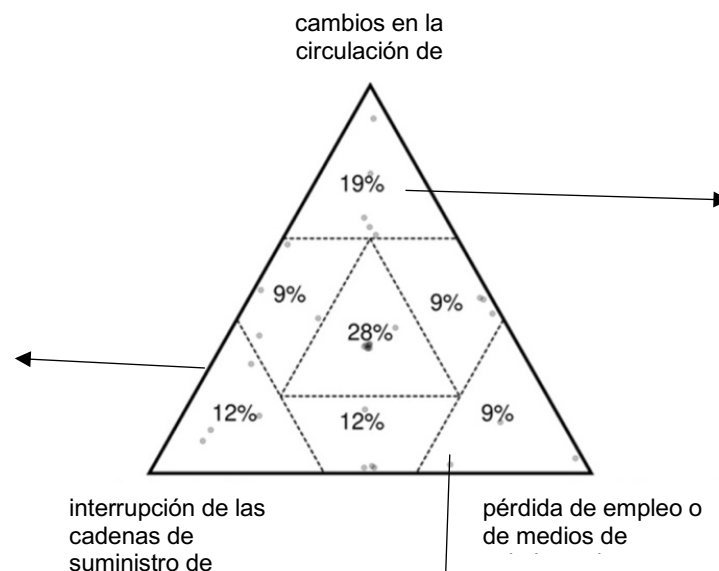 cambios en la
circulación de
19%
9%
9%
28%
12%
12%
9%
interrupción de las
cadenas de
suministro de
pérdida de empleo o
de medios de